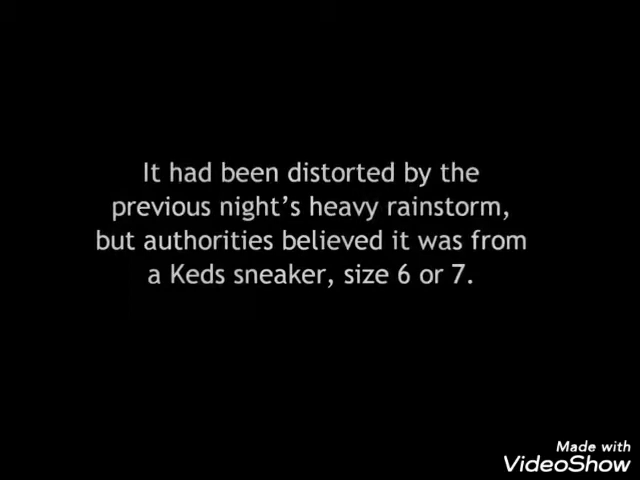 It had been distorted by the
previous night's heavy rainstorm,
but authorities believed it was from
a Keds sneaker, size 6 or 7.
Made with
VideoShow